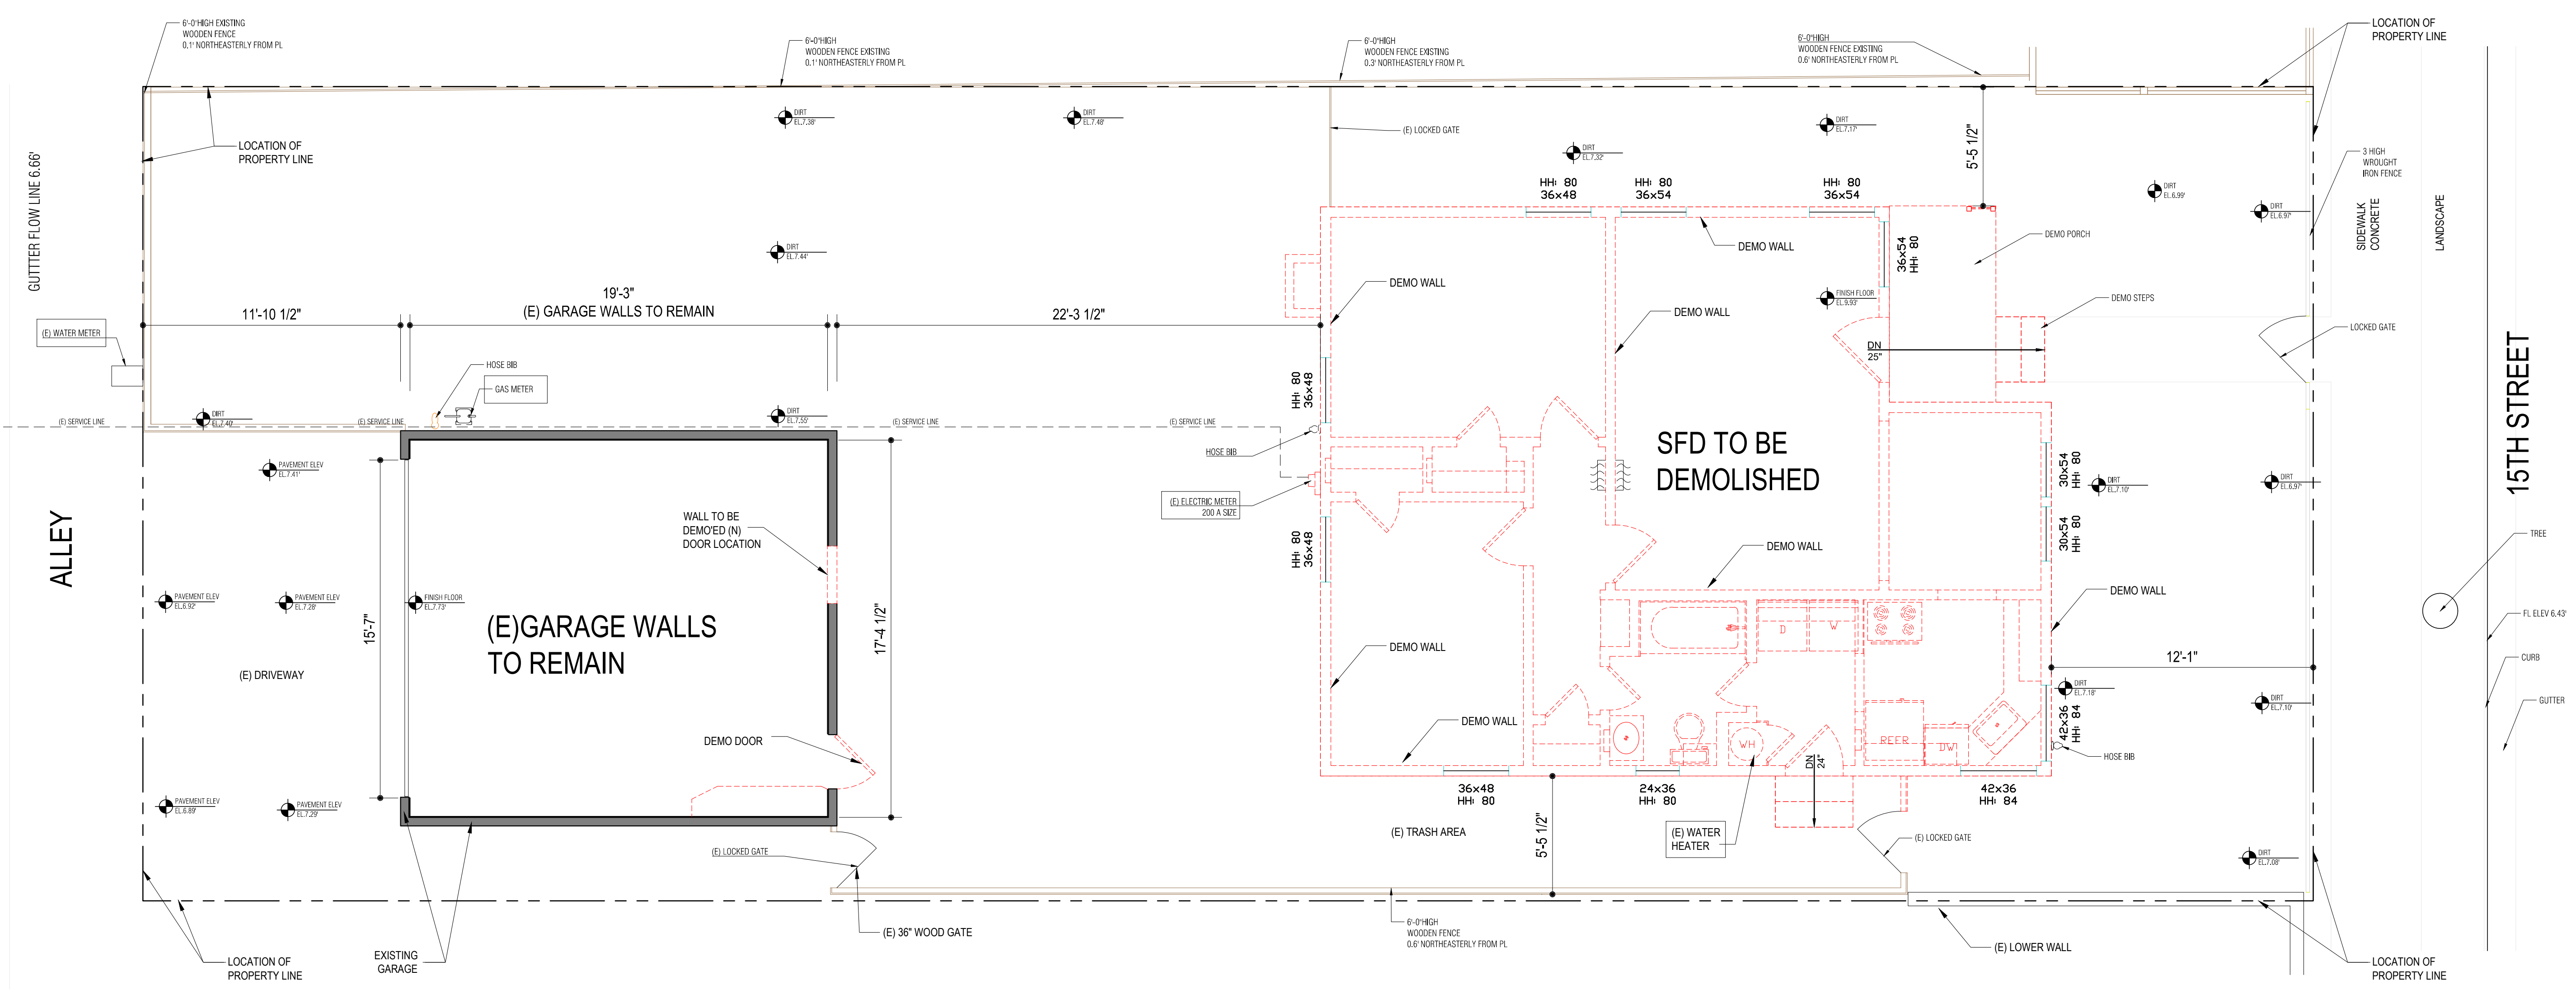 6'-0"HIGH EXISTING
WOODEN FENCE
0.1' NORTHEASTERLY FROM PL
6'-0"HIGH
WOODEN FENCE EXISTING
0.1' NORTHEASTERLY FROM PL
6'-0"HIGH
WOODEN FENCE EXISTING
0.3' NORTHEASTERLY FROM PL
6'-0"HIGH
WOODEN FENCE EXISTING
0.6' NORTHEASTERLY FROM PL
LOCATION OF
PROPERTY LINE
GUTTTER FLOW LINE 6.66'
LOCATION OF
PROPERTY LINE
DIRT
EL.7.38'
DIRT
EL.7.48'
(E) LOCKED GATE
DIRT
EL.7.32'
DIRT
EL.7.17'
5'-5 1/2"
3 HIGH
WROUGHT
IRON FENCE
DIRT
EL.6.99'
DIRT
EL.6.97'
SIDEWALK
CONCRETE
LANDSCAPE
HH: 80
36x48
HH: 80
36x54
HH: 80
36x54
DIRT
EL.7.44'
DEMO WALL
36x54
HH: 80
DEMO PORCH
DEMO WALL
19'-3"
(E) GARAGE WALLS TO REMAIN
11'-10 1/2"
22'-3 1/2"
DEMO WALL
FINISH FLOOR
EL.9.93'
DEMO STEPS
(E) WATER METER
LOCKED GATE
DN
25"
15TH STREET
HOSE BIB
GAS METER
HH: 80
36x48
DIRT
EL.7.40'
DIRT
EL.7.55'
(E) SERVICE LINE
(E) SERVICE LINE
(E) SERVICE LINE
(E) SERVICE LINE
HOSE BIB
SFD TO BE
DEMOLISHED
PAVEMENT ELEV
EL.7.41'
30x54
HH: 80
DIRT
EL.7.10'
DIRT
EL.6.97'
(E) ELECTRIC METER
200 A SIZE
ALLEY
WALL TO BE
DEMO'ED (N)
DOOR LOCATION
HH: 80
36x48
30x54
HH: 80
DEMO WALL
TREE
PAVEMENT ELEV
EL.6.92'
PAVEMENT ELEV
EL.7.28'
FINISH FLOOR
EL.7.73'
DEMO WALL
FL ELEV 6.43'
15'-7"
(E)GARAGE WALLS
TO REMAIN
17'-4 1/2"
D
W
DEMO WALL
12'-1"
CURB
(E) DRIVEWAY
DIRT
EL.7.18'
DIRT
EL.7.10'
GUTTER
42x36
HH: 84
DEMO WALL
DEMO DOOR
WH
REFR
DW
HOSE BIB
DN
24"
36x48
HH: 80
24x36
HH: 80
42x36
HH: 84
PAVEMENT ELEV
EL.6.89'
PAVEMENT ELEV
EL.7.29'
(E) TRASH AREA
5'-5 1/2"
(E) WATER
HEATER
(E) LOCKED GATE
(E) LOCKED GATE
DIRT
EL.7.08'
6'-0"HIGH
WOODEN FENCE
0.6' NORTHEASTERLY FROM PL
(E) 36" WOOD GATE
(E) LOWER WALL
EXISTING
GARAGE
LOCATION OF
PROPERTY LINE
LOCATION OF
PROPERTY LINE